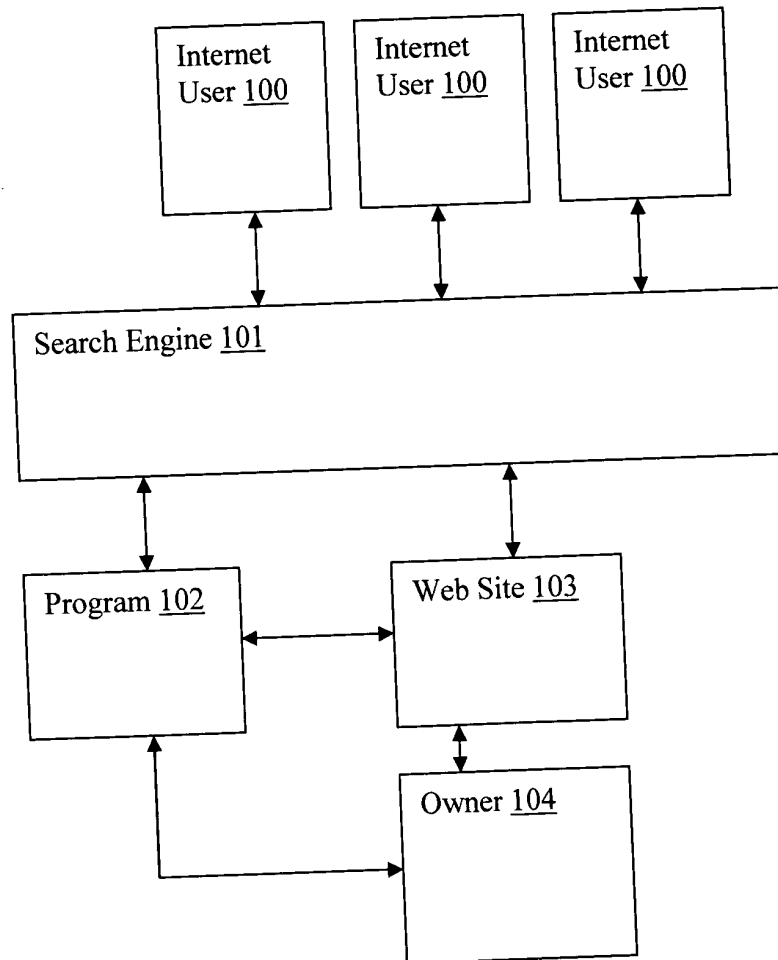 Internet
User 100
Internet
User 100
Internet
User 100
Search Engine 101
Program 102
Web Site 103
Owner 104